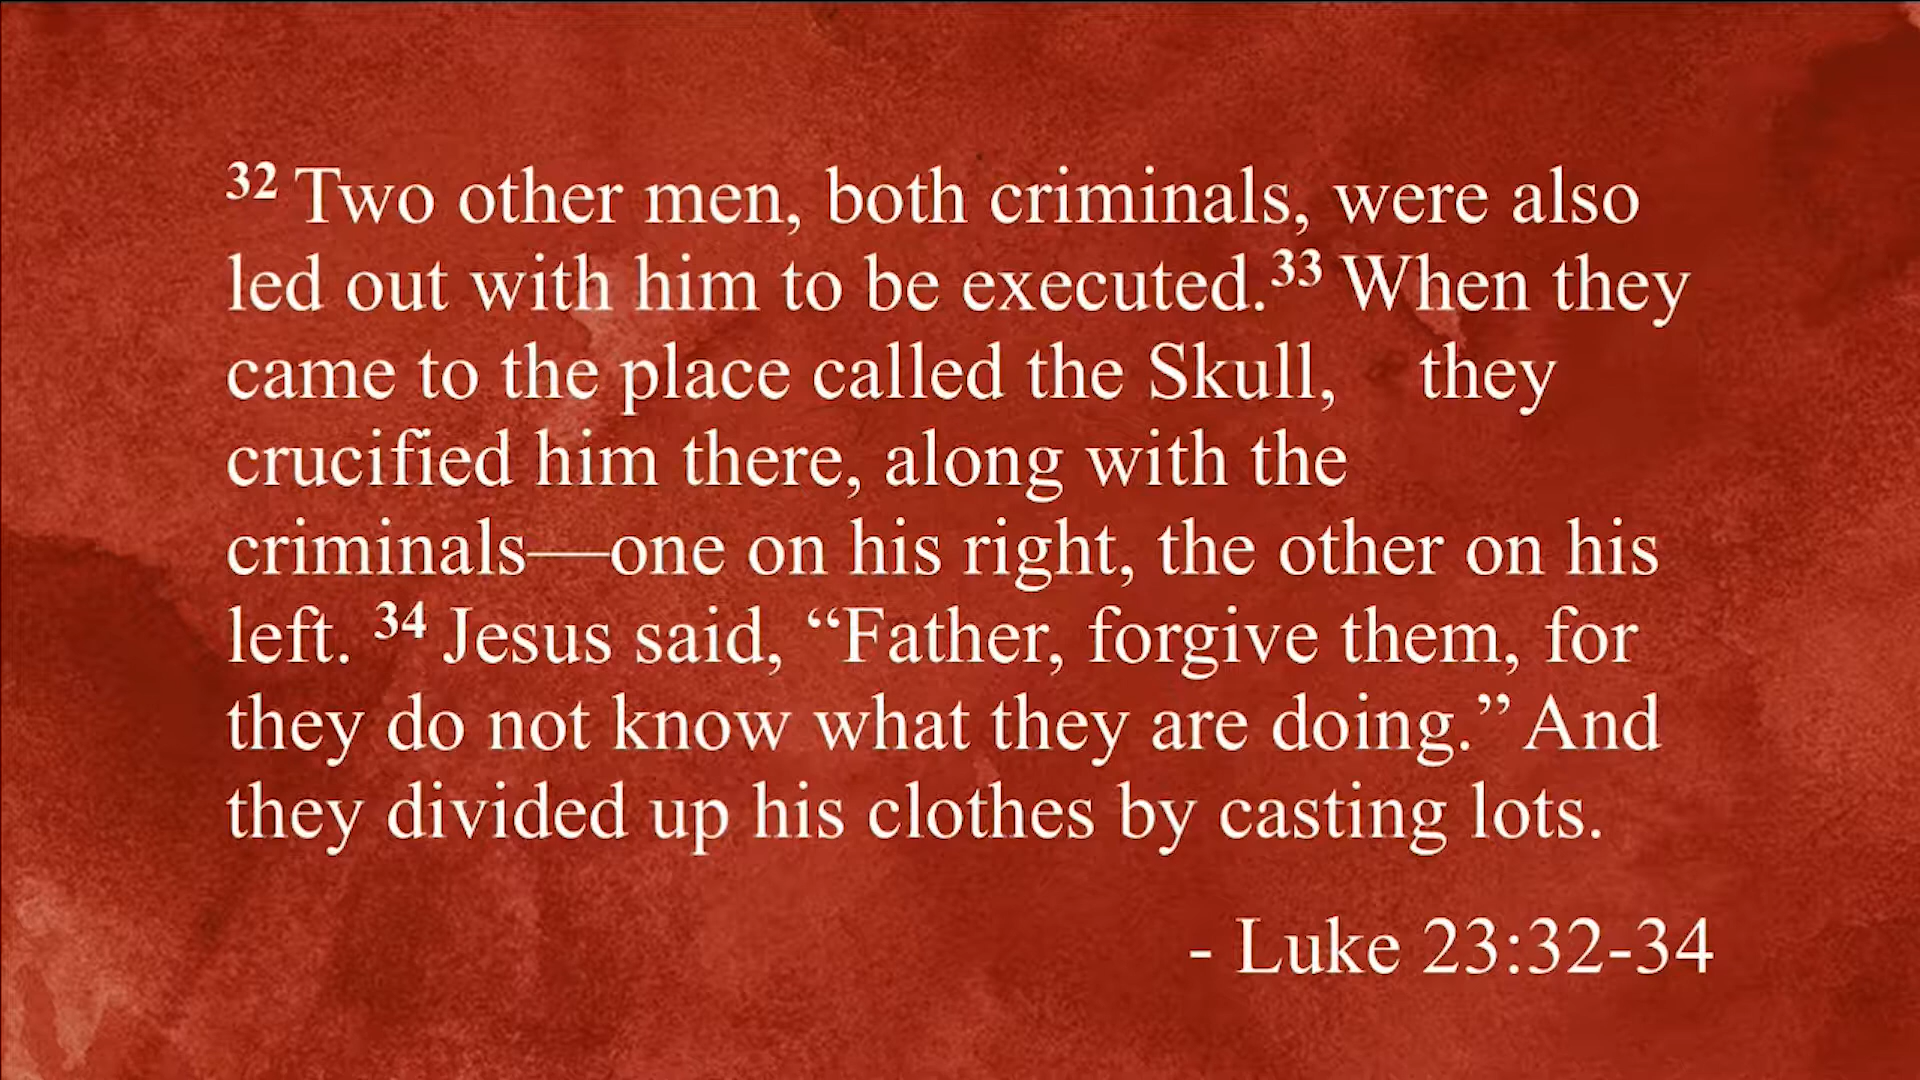 32 Two other men, both criminals, were also
led out with him to be executed.33 When they
came to the place called the Skull, they
crucified him there, along with the
criminals—one on his right, the other on his
left. 34 Jesus said, “Father, forgive them, for
they do not know what they are doing.” And
they divided up his clothes by casting lots.
- Luke 23:32-34